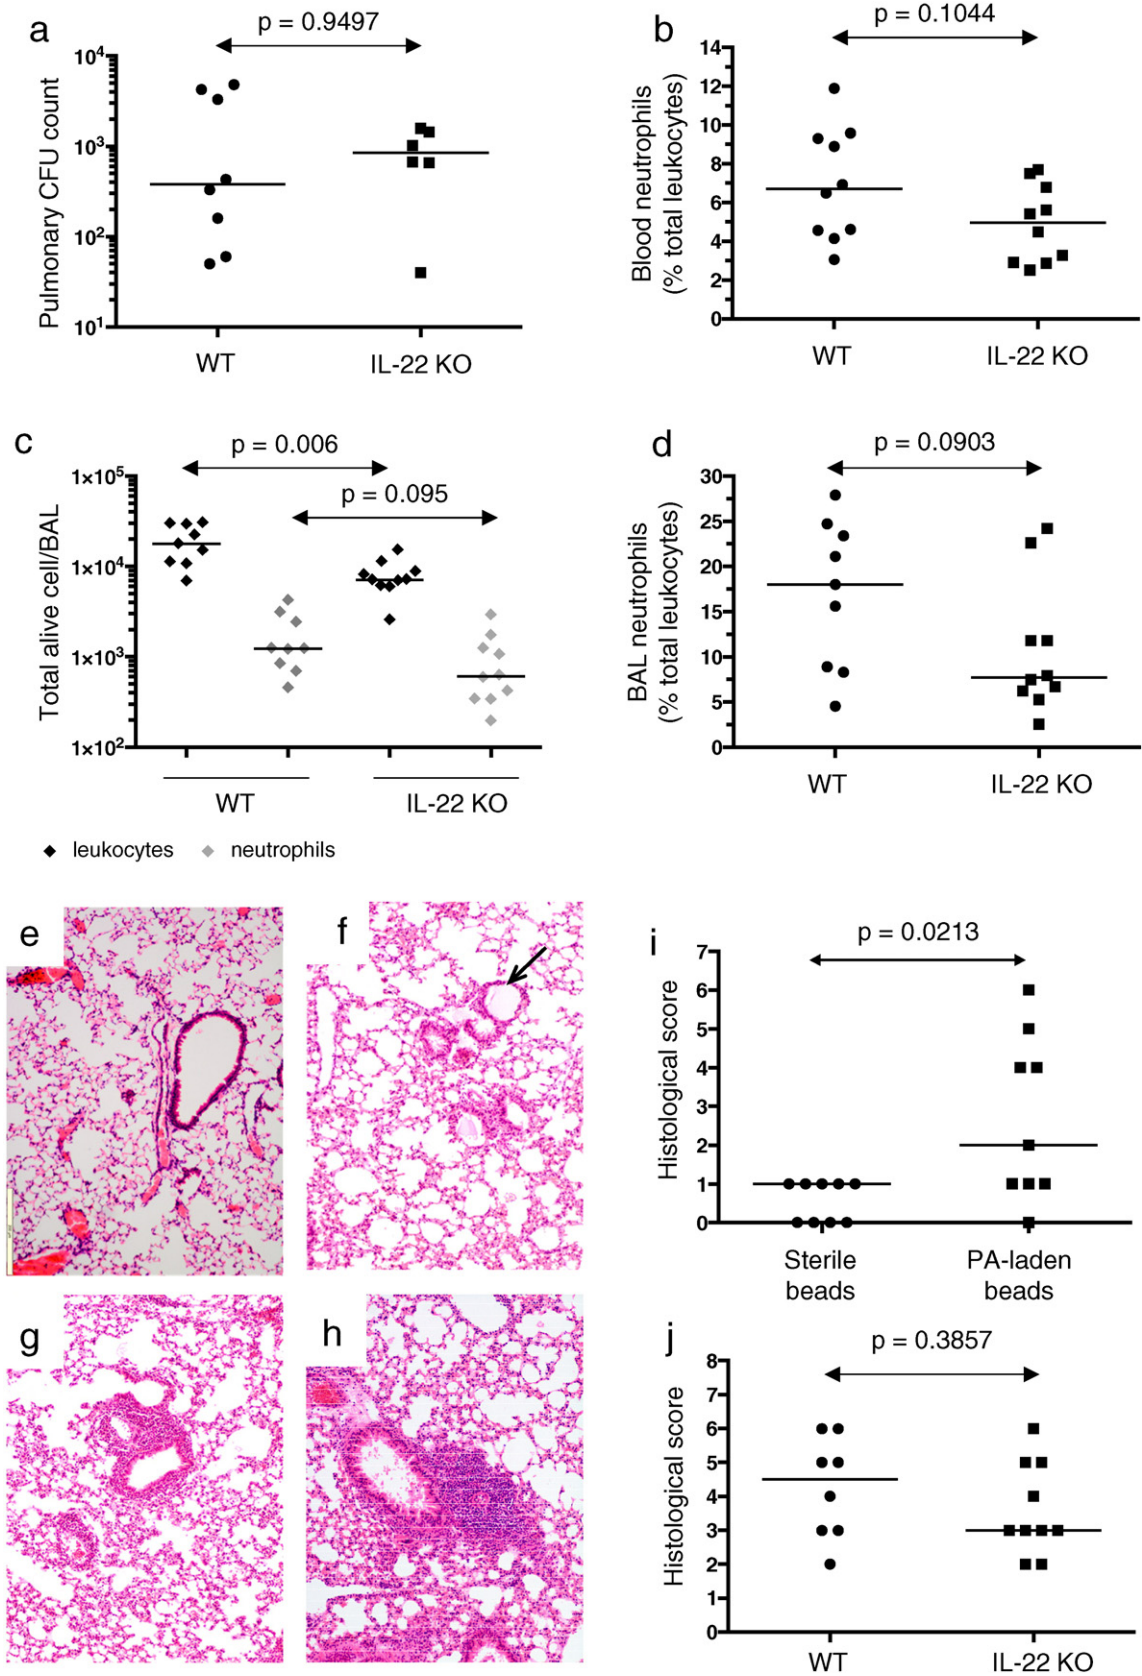 a
p = 0.9497
Pulmonary CFU count
10⁴
10³
10²
10¹
WT
IL-22 KO
b
p = 0.1044
Blood neutrophils
(% total leukocytes)
14
12
10
8
6
4
2
0
WT
IL-22 KO
c
p = 0.006
p = 0.095
Total alive cell/BAL
1×10⁵
1×10⁴
1×10³
1×10²
WT
IL-22 KO
leukocytes
neutrophils
d
p = 0.0903
BAL neutrophils
(% total leukocytes)
30
25
20
15
10
5
0
WT
IL-22 KO
e
f
g
h
i
p = 0.0213
Histological score
7
6
5
4
3
2
1
0
Sterile
beads
PA-laden
beads
j
p = 0.3857
Histological score
8
7
6
5
4
3
2
1
0
WT
IL-22 KO